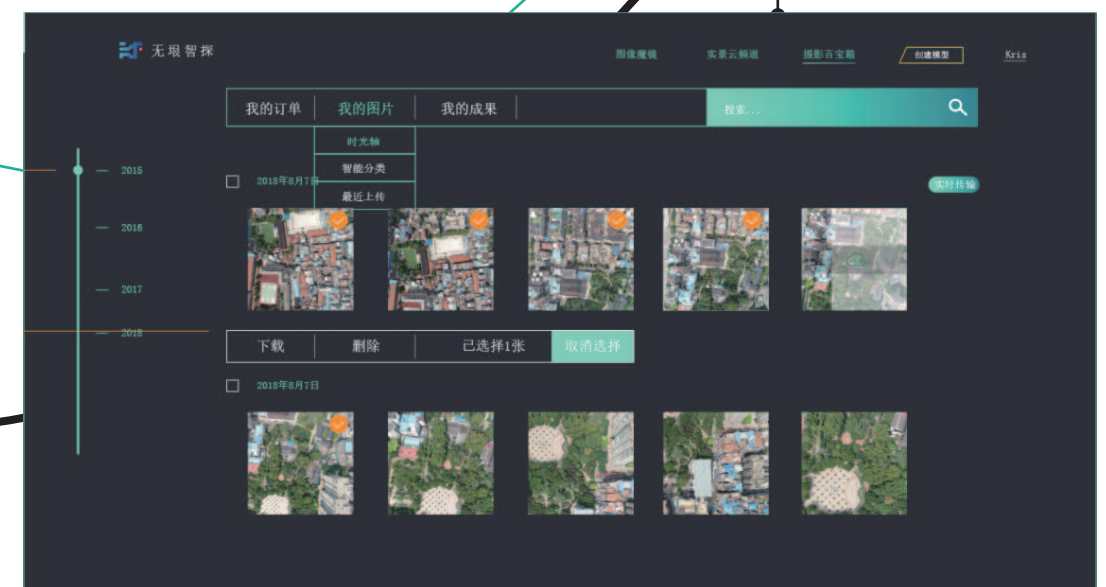 无垠智探
图像魔镜 实景云频道 摄影百宝箱 创建模型 Kris
我的订单 我的图片 我的成果 搜索...
时光轴
智能分类
最近上传
2015
2016
2017
2018
2018年8月7日 实时传输
下载 删除 已选择1张 取消选择
2018年8月7日